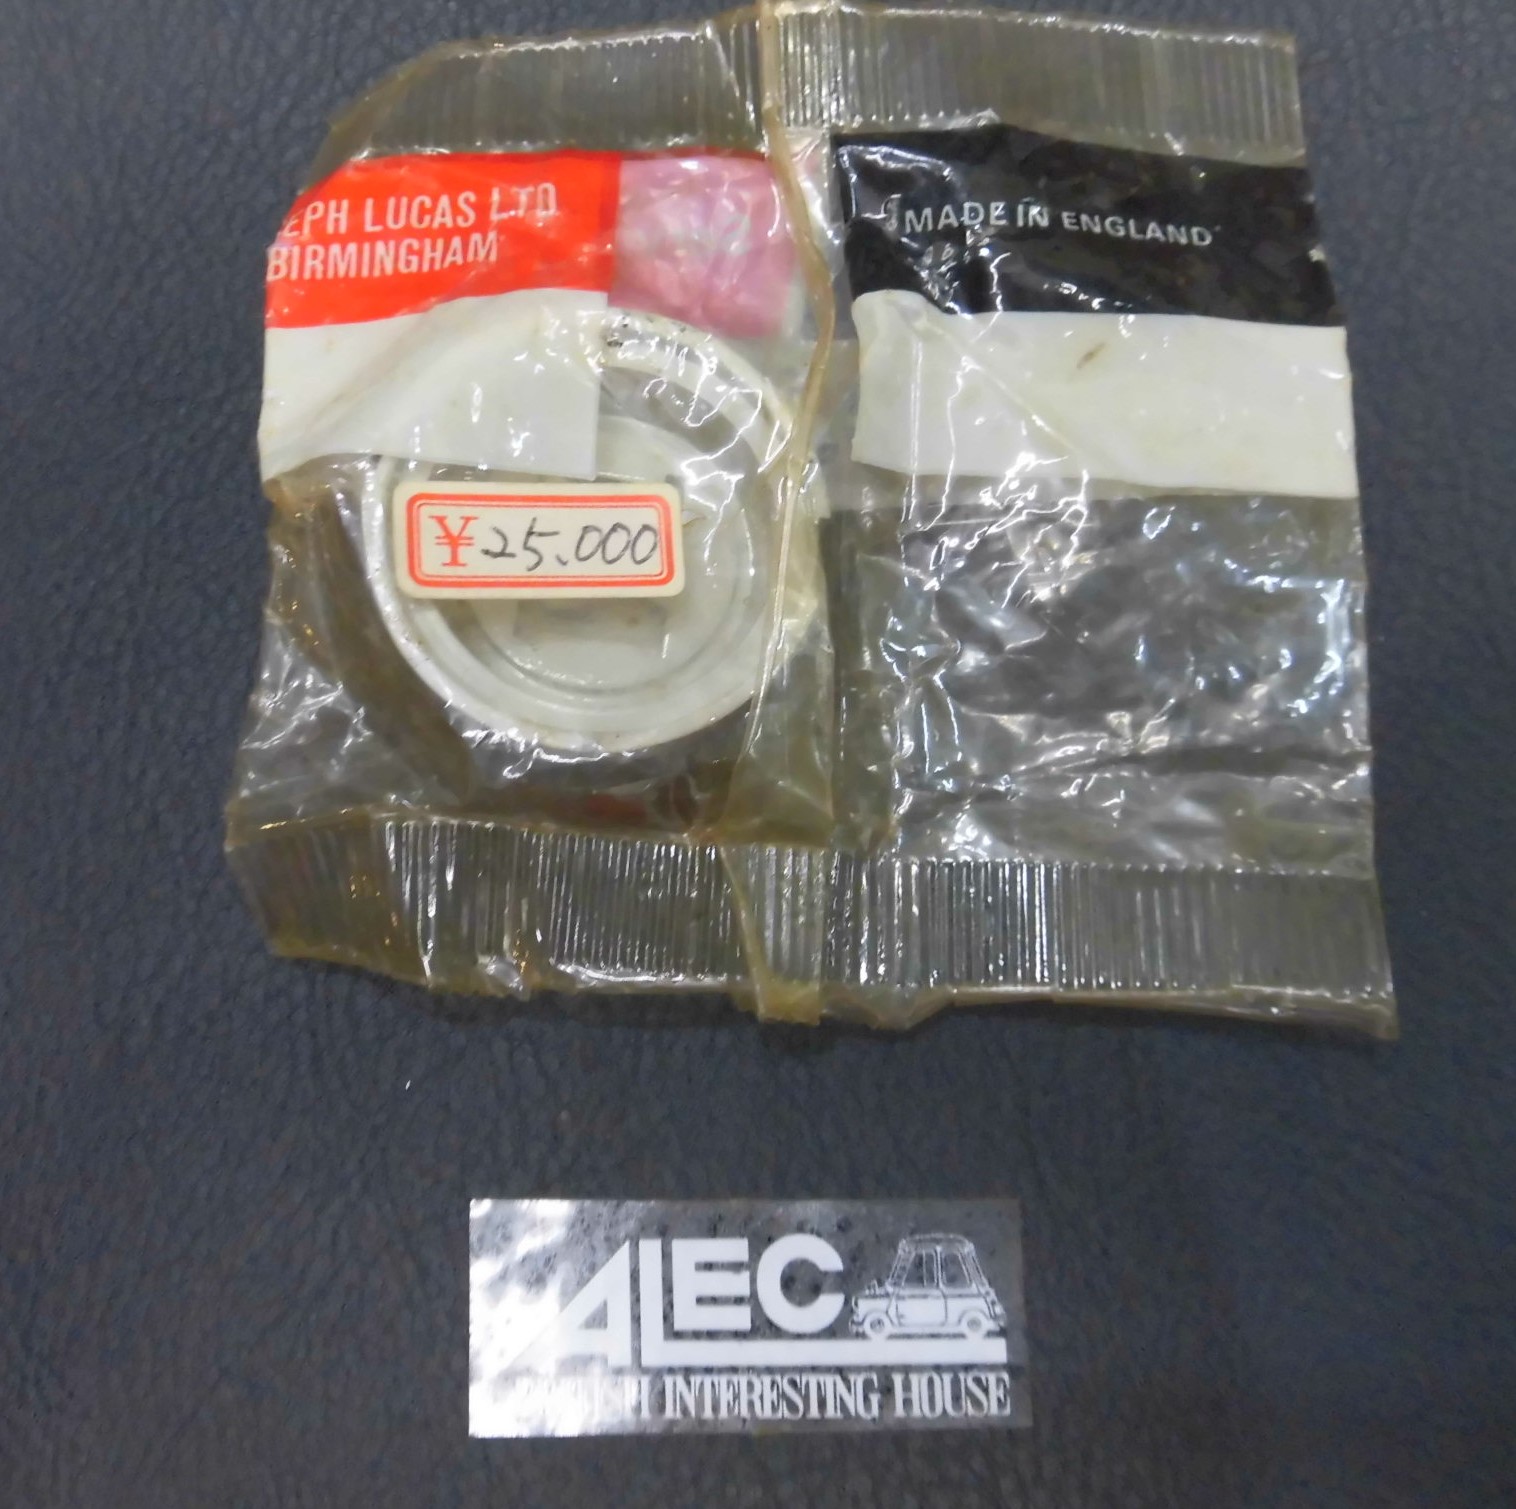 EPH LUCAS LTD
BIRMINGHAM
MADE IN ENGLAND
¥25.000
ALEC
INTERESTING HOUSE